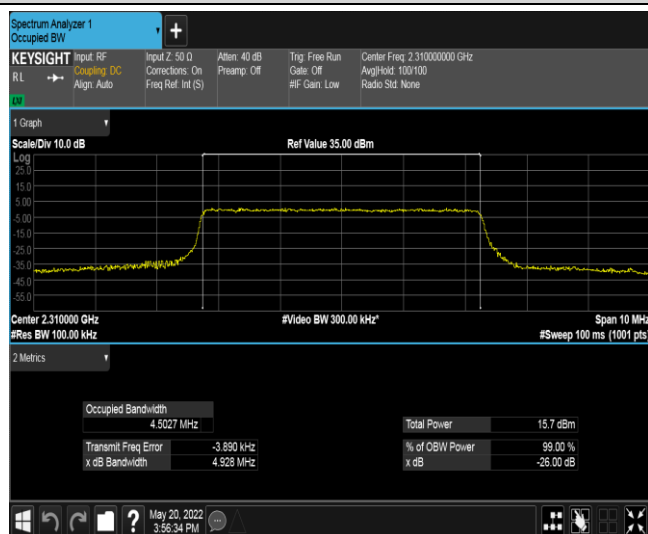 Spectrum Analyzer 1
Occupied BW
KEYSIGHT
R L
LXI
Input: RF
Coupling: DC
Align: Auto
Input Z: 50 Ω
Corrections: On
Freq Ref: Int (S)
Atten: 40 dB
Preamp: Off
Trig: Free Run
Gate: Off
#IF Gain: Low
Center Freq: 2.310000000 GHz
Avg|Hold: 100/100
Radio Std: None
1 Graph
Scale/Div 10.0 dB
Ref Value 35.00 dBm
Log
25.0
15.0
5.00
-5.00
-15.0
-25.0
-35.0
-45.0
-55.0
Center 2.310000 GHz
#Video BW 300.00 kHz*
Span 10 MHz
#Res BW 100.00 kHz
#Sweep 100 ms (1001 pts)
2 Metrics
Occupied Bandwidth
4.5027 MHz
Total Power 15.7 dBm
Transmit Freq Error -3.890 kHz
% of OBW Power 99.00 %
x dB Bandwidth 4.928 MHz
x dB -26.00 dB
May 20, 2022
3:56:34 PM